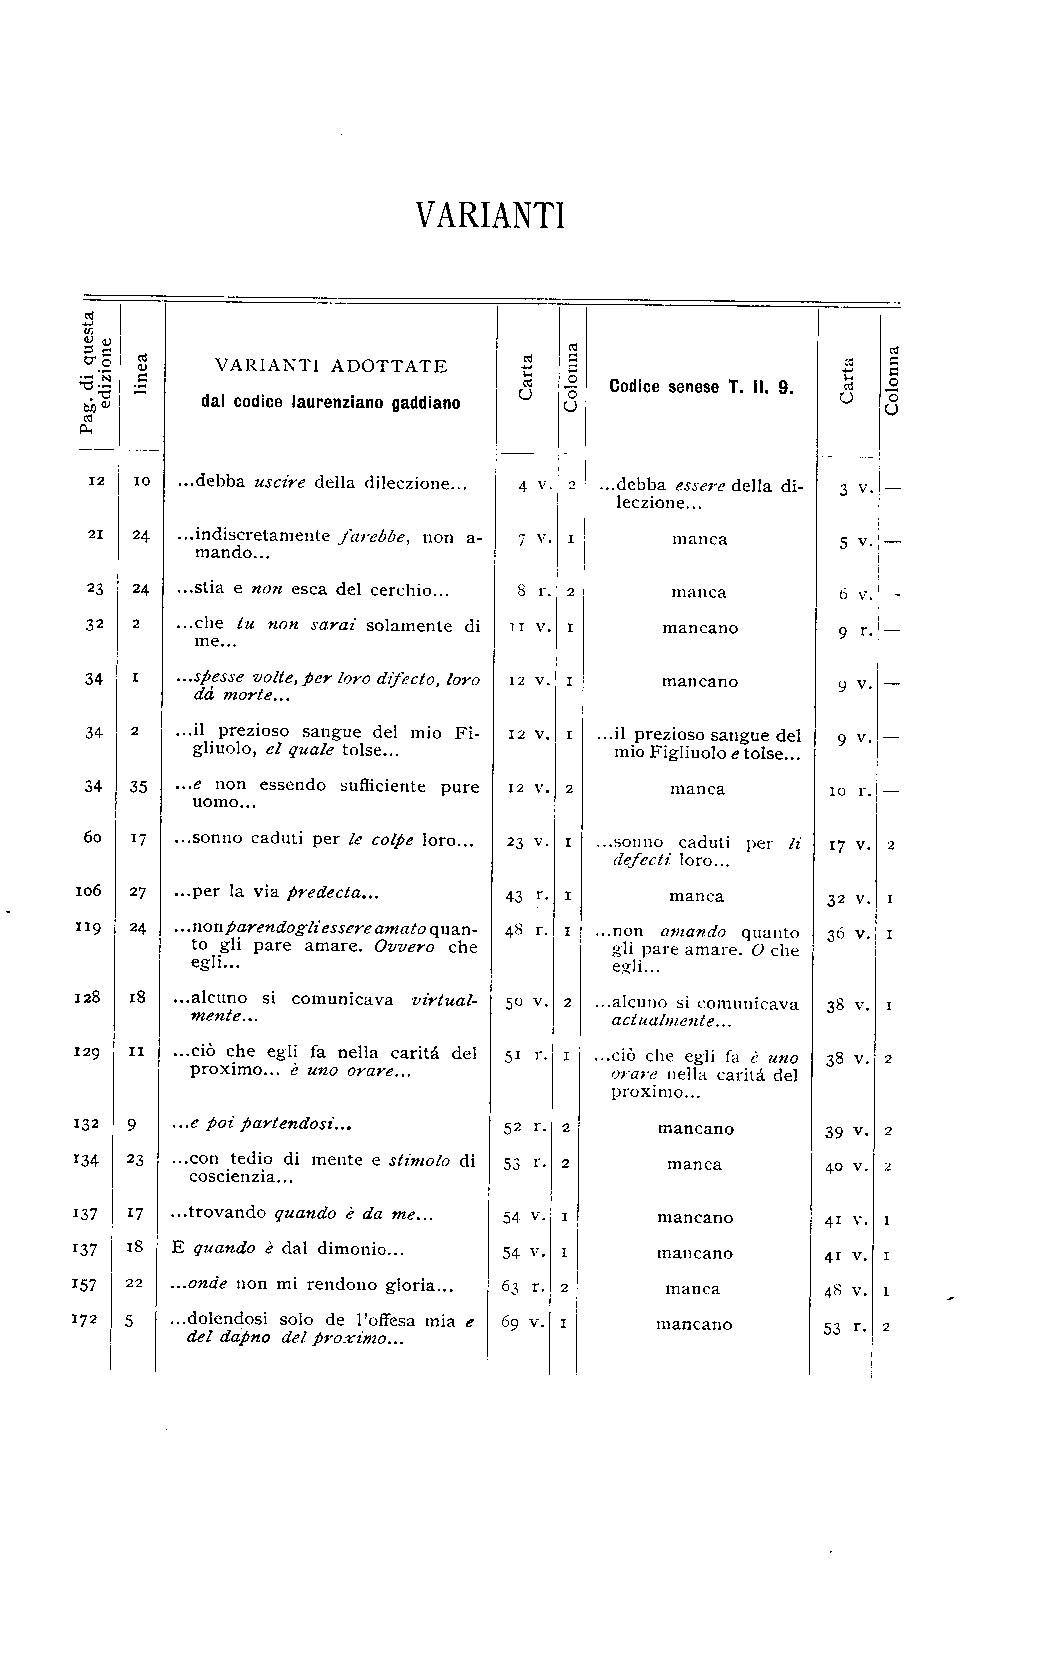 VARIANTI
Pag. di questa edizione | linea | VARIANTI ADOTTATE dal codice laurenziano gaddiano | Carta | Colonna | Codice senese T. II. 9. | Carta | Colonna
12 | 10 | ...debba uscire della dileczione... | 4 v. | 2 | ...debba essere della di- | 3 v. | —
leczione...
21 | 24 | ...indiscretamente farebbe, non a- | 7 v. | 1 | manca | 5 v. | —
mando...
23 | 24 | ...stia e non esca del cerchio... | 8 r. | 2 | manca | 6 v. | -
32 | 2 | ...che tu non sarai solamente di | 11 v. | 1 | mancano | 9 r. | —
me...
34 | 1 | ...spesse volte, per loro difecto, loro | 12 v. | 1 | mancano | 9 v. | —
dá morte...
34 | 2 | ...il prezioso sangue del mio Fi- | 12 v. | 1 | ...il prezioso sangue del | 9 v. | —
gliuolo, el quale tolse... | mio Figliuolo e tolse...
34 | 35 | ...e non essendo sufficiente pure | 12 v. | 2 | manca | 10 r. | —
uomo...
60 | 17 | ...sonno caduti per le colpe loro... | 23 v. | 1 | ...sonno caduti per li | 17 v. | 2
defecti loro...
106 | 27 | ...per la via predecta... | 43 r. | 1 | manca | 32 v. | 1
119 | 24 | ...non parendogli essere amato quan- | 48 r. | 1 | ...non amando quanto | 36 v. | 1
to gli pare amare. Ovvero che | gli pare amare. O che
egli... | egli...
128 | 18 | ...alcuno si comunicava virtual- | 50 v. | 2 | ...alcuno si comunicava | 38 v. | 1
mente... | actualmente...
129 | 11 | ...ciò che egli fa nella caritá del | 51 r. | 1 | ...ciò che egli fa è uno | 38 v. | 2
proximo... è uno orare... | orare nella caritá del
proximo...
132 | 9 | ...e poi partendosi... | 52 r. | 2 | mancano | 39 v. | 2
134 | 23 | ...con tedio di mente e stimolo di | 53 r. | 2 | manca | 40 v. | 2
coscienzia...
137 | 17 | ...trovando quando è da me... | 54 v. | 1 | mancano | 41 v. | 1
137 | 18 | E quando è dal dimonio... | 54 v. | 1 | mancano | 41 v. | 1
157 | 22 | ...onde non mi rendono gloria... | 63 r. | 2 | manca | 48 v. | 1
172 | 5 | ...dolendosi solo de l'offesa mia e | 69 v. | 1 | mancano | 53 r. | 2
del dapno del proximo...